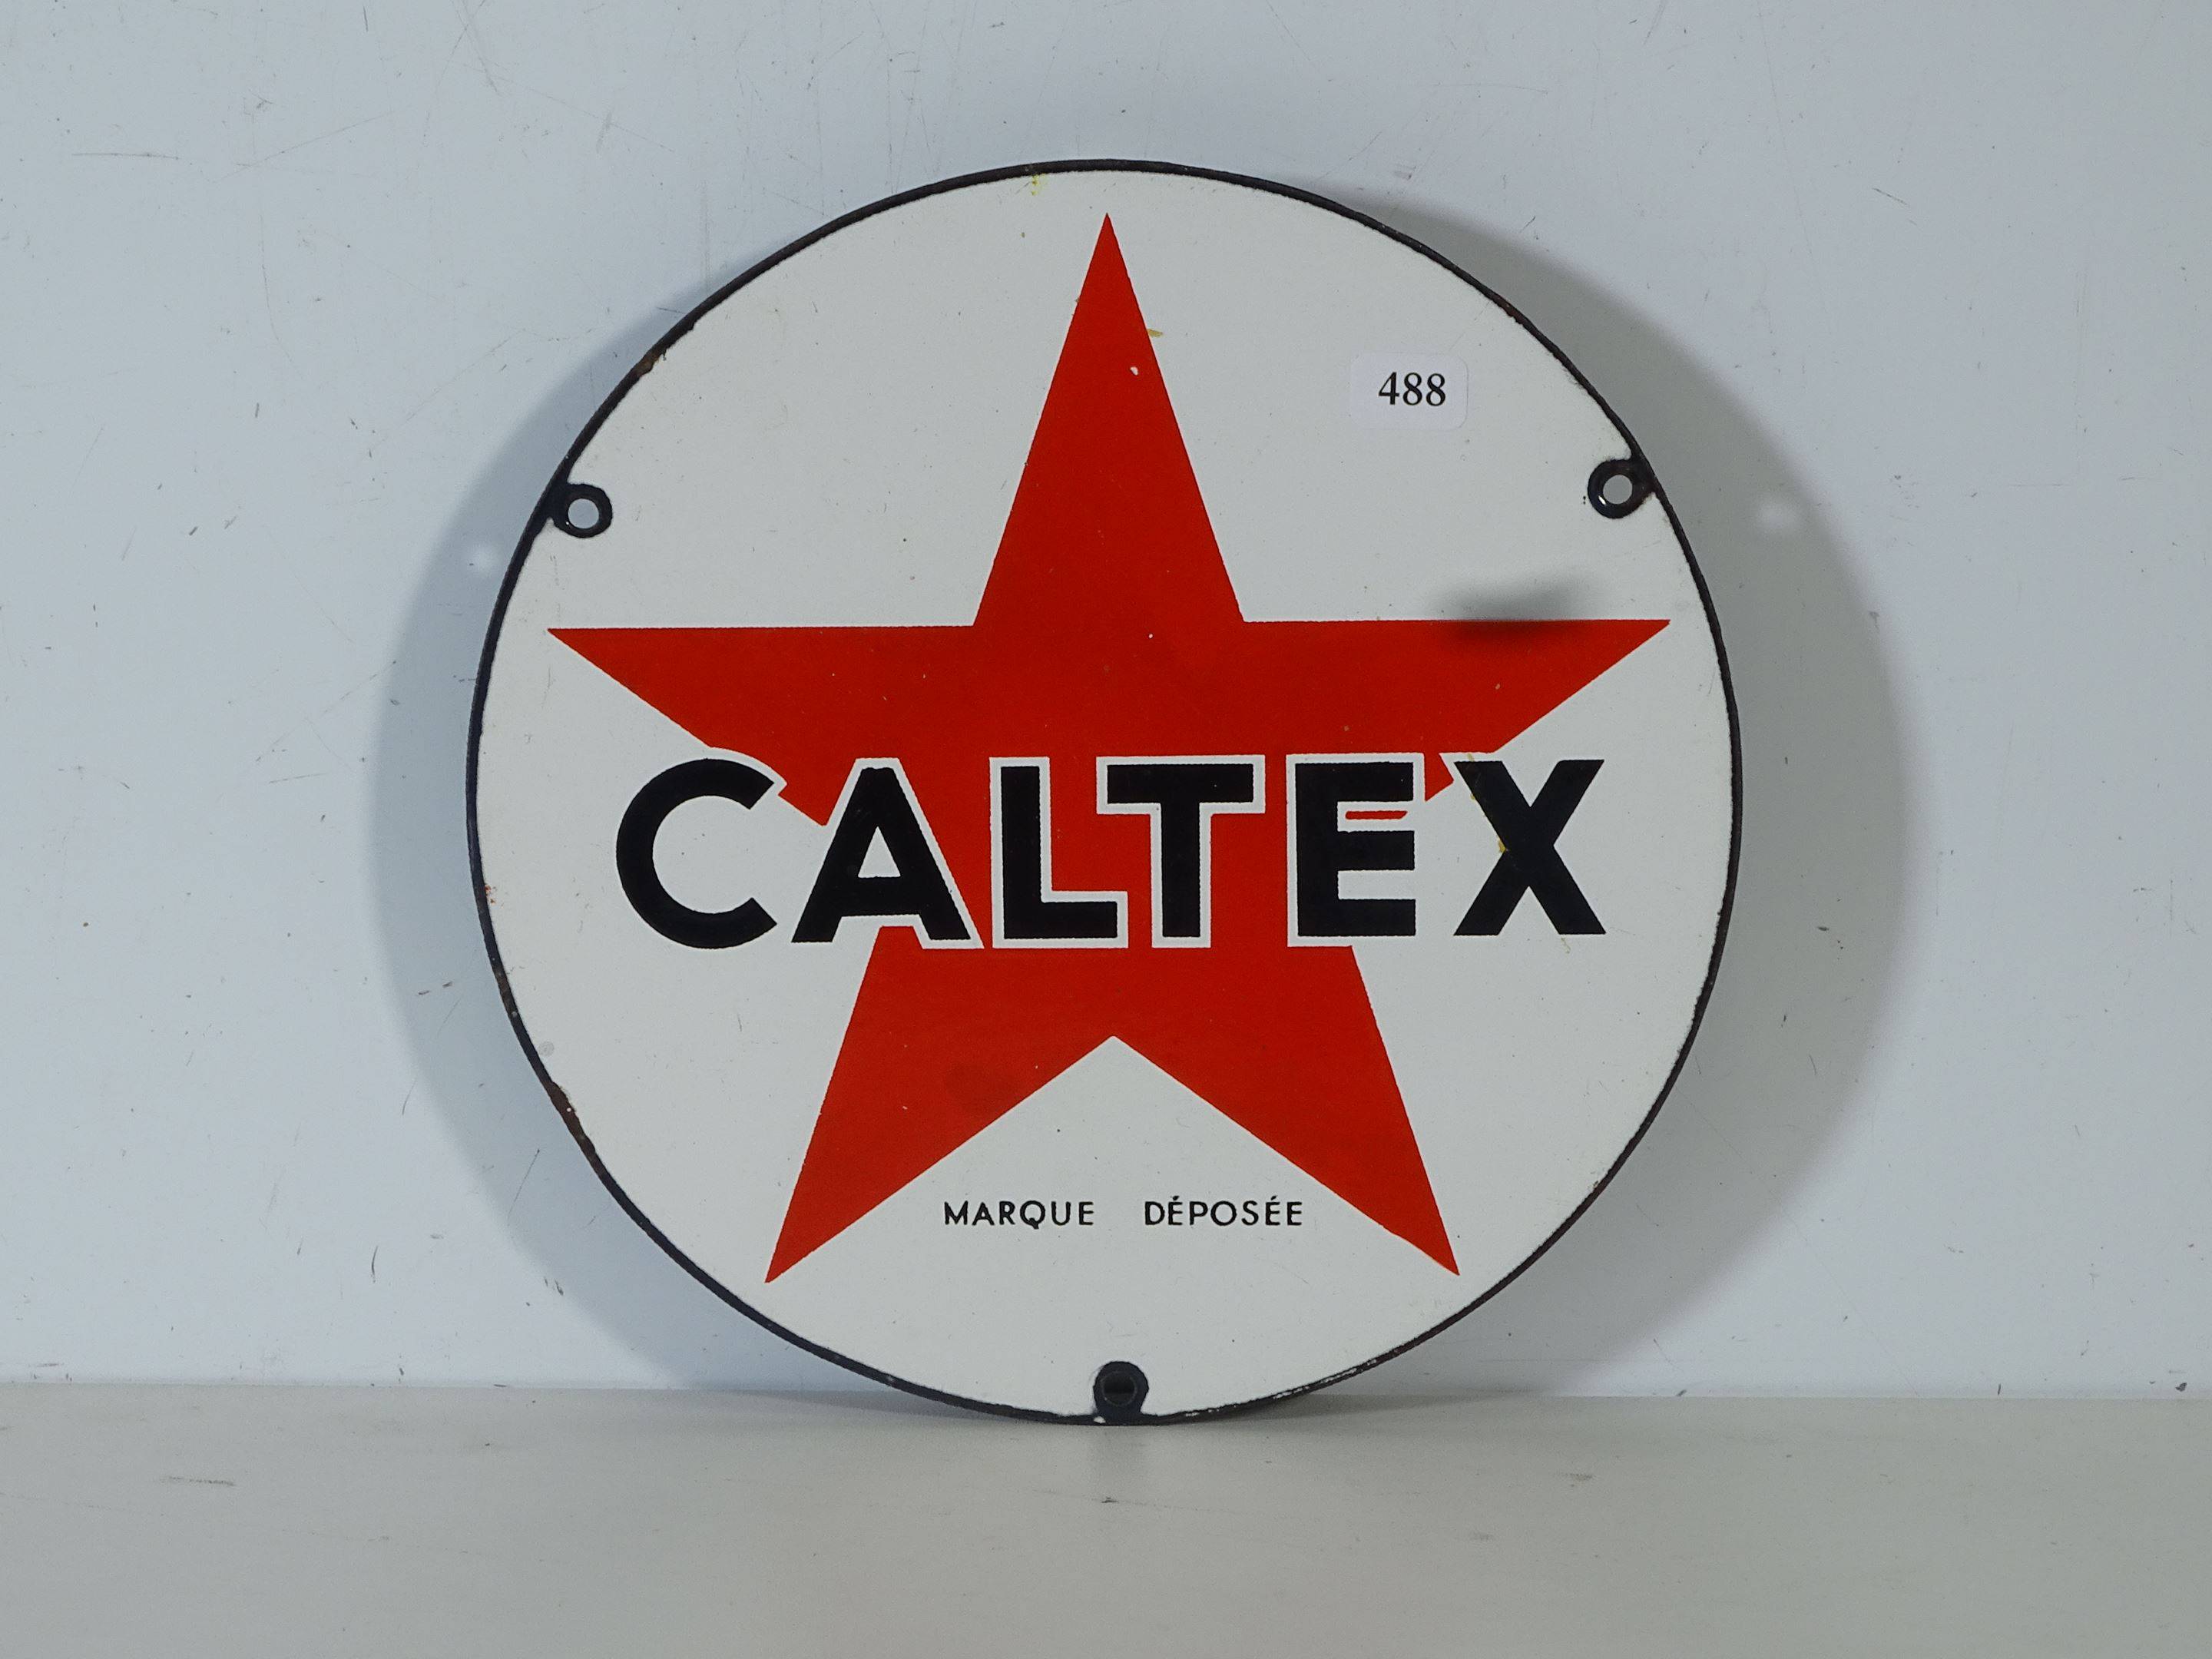 488
CALTEX
MARQUE DÉPOSÉE